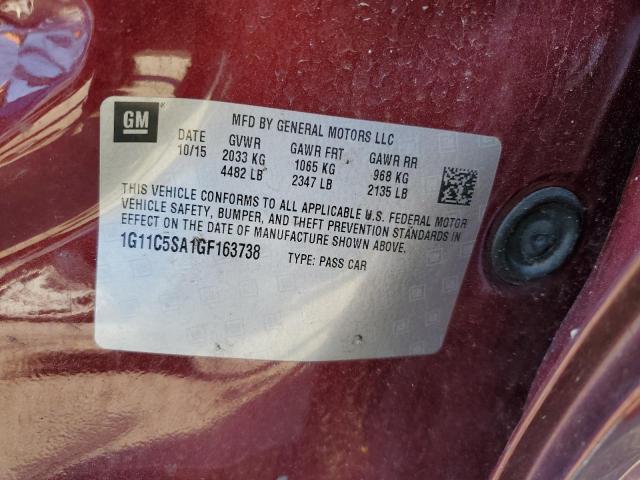 GM
MFD BY GENERAL MOTORS LLC
DATE GVWR GAWR FRT GAWR RR
10/15 2033 KG 1065 KG 968 KG
4482 LB 2347 LB 2135 LB
THIS VEHICLE CONFORMS TO ALL APPLICABLE U.S. FEDERAL MOTOR
VEHICLE SAFETY, BUMPER, AND THEFT PREVENTION STANDARDS IN
EFFECT ON THE DATE OF MANUFACTURE SHOWN ABOVE.
1G11C5SA1GF163738 TYPE: PASS CAR